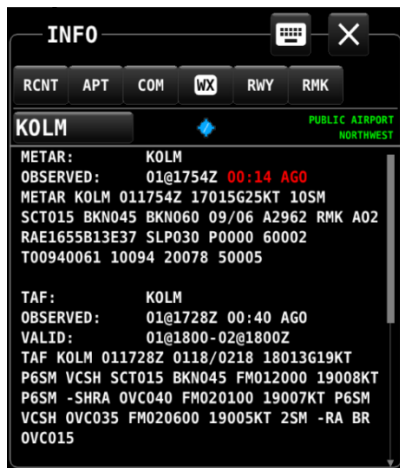 INFO
RCNT APT COM WX RWY RMK
KOLM
PUBLIC AIRPORT
NORTHWEST
METAR: KOLM
OBSERVED: 01@1754Z 00:14 AGO
METAR KOLM 011754Z 17015G25KT 10SM
SCT015 BKN045 BKN060 09/06 A2962 RMK AO2
RAE1655B13E37 SLP030 P0000 60002
T00940061 10094 20078 50005
TAF: KOLM
OBSERVED: 01@1728Z 00:40 AGO
VALID: 01@1800-02@1800Z
TAF KOLM 011728Z 0118/0218 18013G19KT
P6SM VCSH SCT015 BKN045 FM012000 19008KT
P6SM -SHRA OVC040 FM020100 19007KT P6SM
VCSH OVC035 FM020600 19005KT 2SM -RA BR
OVC015